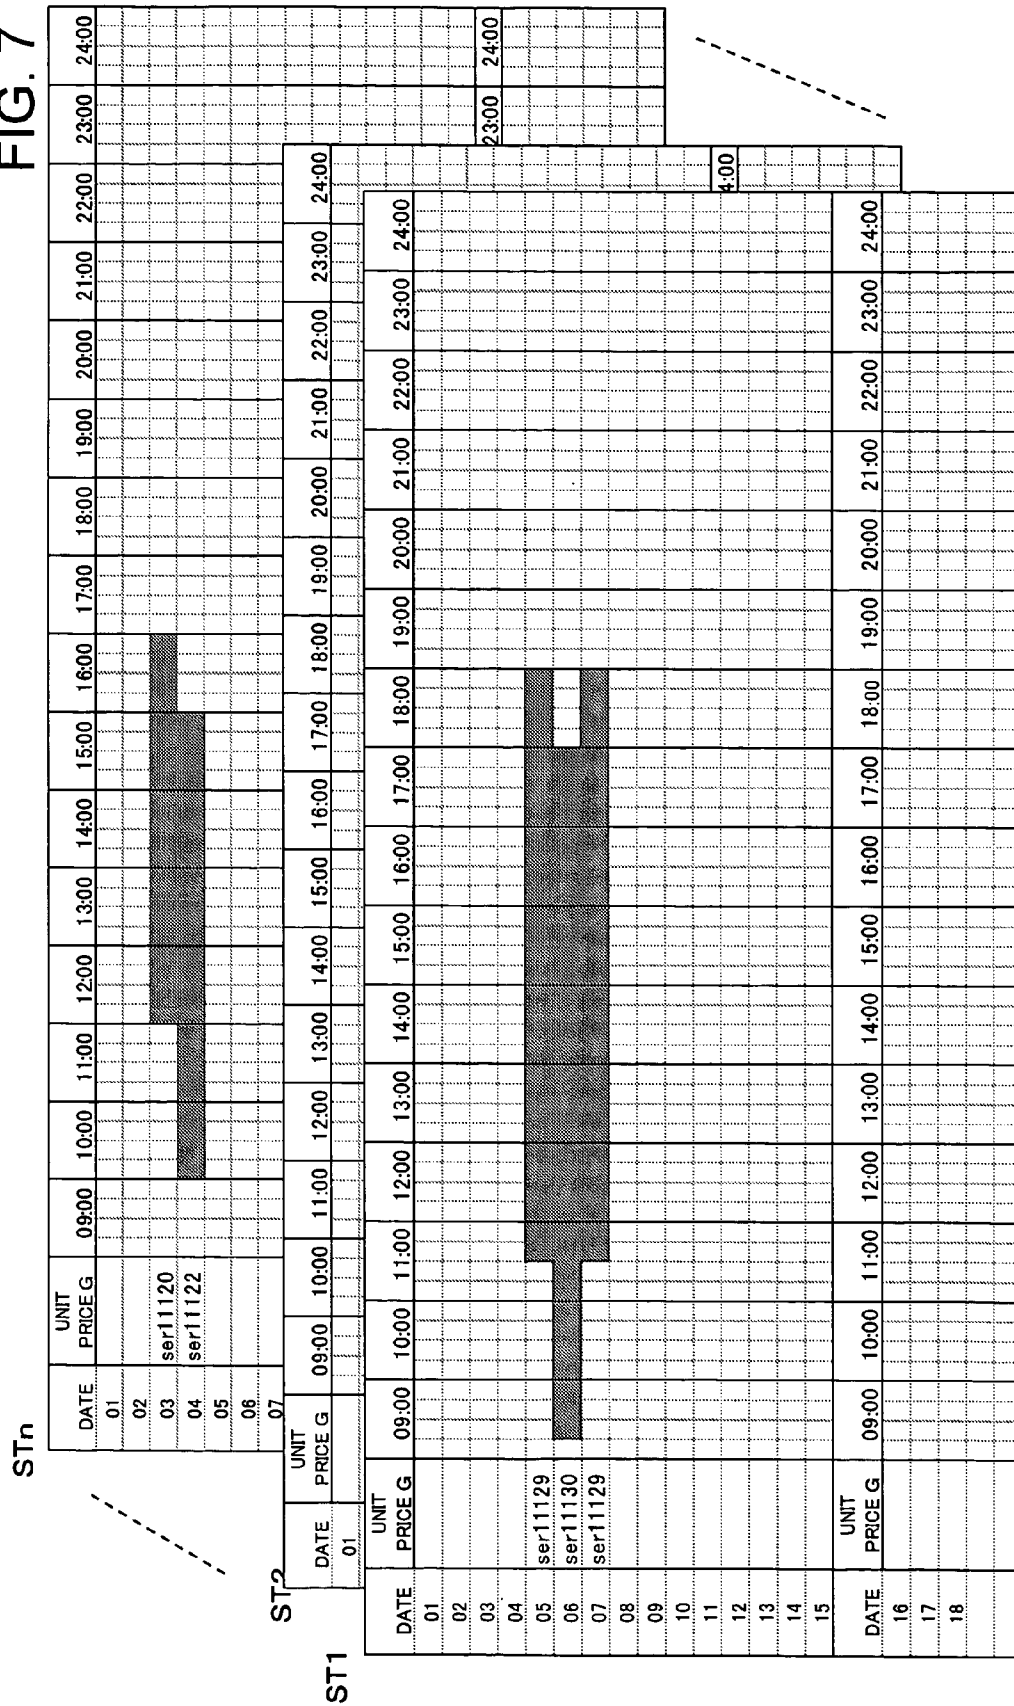 FIG. 7
STn
DATE UNIT PRICE G 09:00 10:00 11:00 12:00 13:00 14:00 15:00 16:00 17:00 18:00 19:00 20:00 21:00 22:00 23:00 24:00
01
02
03 ser11120
04 ser11122
05
06
07
23:00 24:00
ST2
DATE UNIT PRICE G 09:00 10:00 11:00 12:00 13:00 14:00 15:00 16:00 17:00 18:00 19:00 20:00 21:00 22:00 23:00 24:00
01
4:00
ST1
DATE UNIT PRICE G 09:00 10:00 11:00 12:00 13:00 14:00 15:00 16:00 17:00 18:00 19:00 20:00 21:00 22:00 23:00 24:00
01
02
03
04
05 ser11129
06 ser11130
07 ser11129
08
09
10
11
12
13
14
15
DATE UNIT PRICE G 09:00 10:00 11:00 12:00 13:00 14:00 15:00 16:00 17:00 18:00 19:00 20:00 21:00 22:00 23:00 24:00
16
17
18